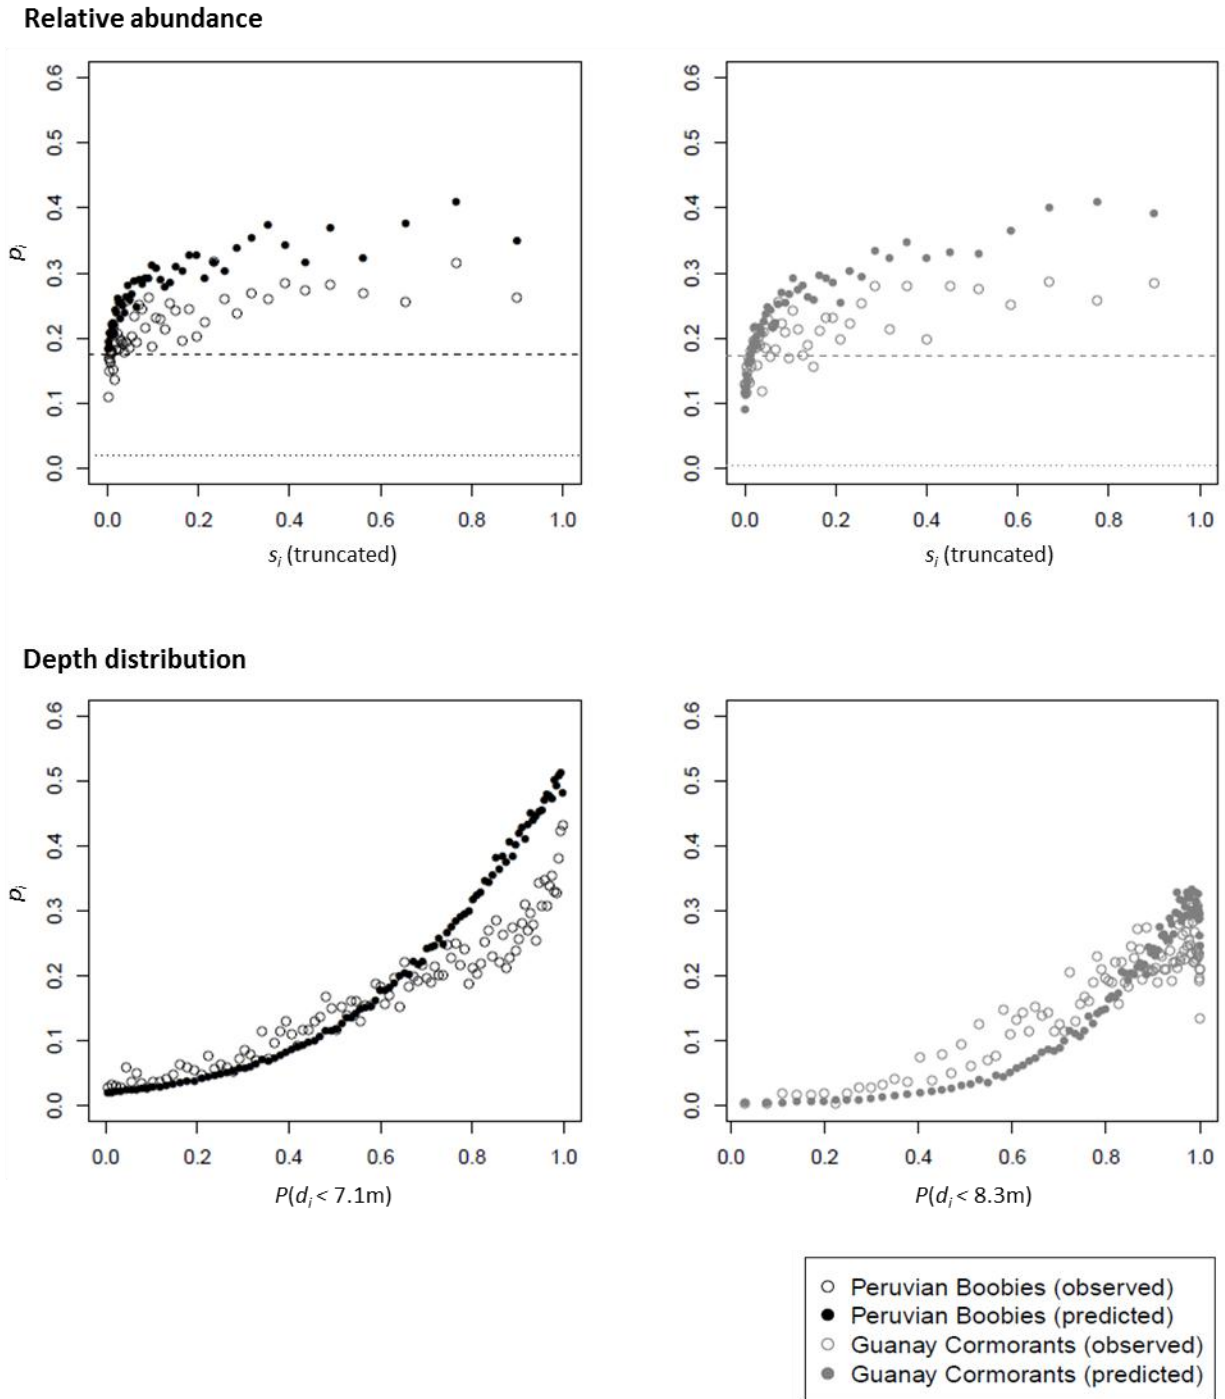 Relative abundance
0.6
0.5
0.4
0.3
0.2
0.1
0.0
p_i
0.0 0.2 0.4 0.6 0.8 1.0
s_i (truncated)
0.6
0.5
0.4
0.3
0.2
0.1
0.0
0.0 0.2 0.4 0.6 0.8 1.0
s_i (truncated)
Depth distribution
0.6
0.5
0.4
0.3
0.2
0.1
0.0
p_i
0.0 0.2 0.4 0.6 0.8 1.0
P(d_i < 7.1m)
0.6
0.5
0.4
0.3
0.2
0.1
0.0
0.0 0.2 0.4 0.6 0.8 1.0
P(d_i < 8.3m)
Peruvian Boobies (observed)
Peruvian Boobies (predicted)
Guanay Cormorants (observed)
Guanay Cormorants (predicted)